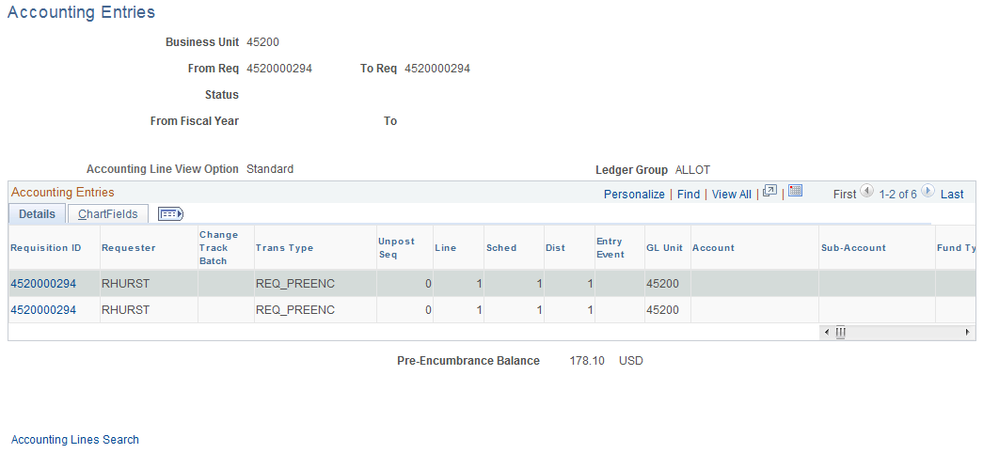 Accounting Entries
Business Unit 45200
From Req 4520000294 To Req 4520000294
Status
From Fiscal Year To
Accounting Line View Option Standard Ledger Group ALLOT
Accounting Entries Personalize | Find | View All | | First 1-2 of 6 Last
Details ChartFields
Requisition ID Requester Change Track Batch Trans Type Unpost Seq Line Sched Dist Entry Event GL Unit Account Sub-Account Fund Ty
4520000294 RHURST REQ_PREENC 0 1 1 1 45200
4520000294 RHURST REQ_PREENC 0 1 1 1 45200
Pre-Encumbrance Balance 178.10 USD
Accounting Lines Search